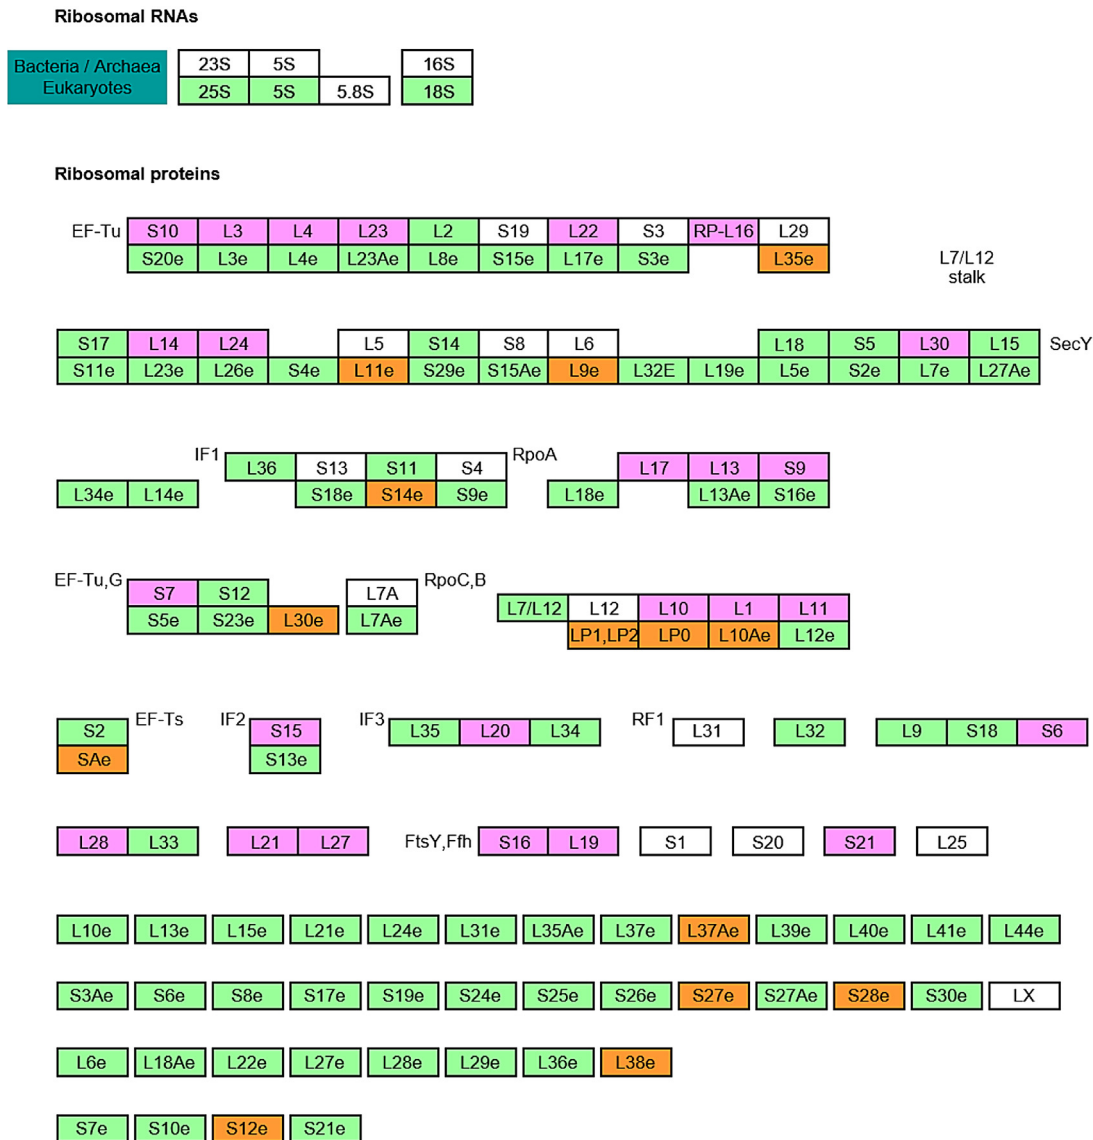 Ribosomal RNAs
Bacteria / Archaea 23S 5S 16S
Eukaryotes 25S 5S 5.8S 18S
Ribosomal proteins
EF-Tu S10 L3 L4 L23 L2 S19 L22 S3 RP-L16 L29
S20e L3e L4e L23Ae L8e S15e L17e S3e L35e L7/L12
stalk
S17 L14 L24 L5 S14 S8 L6 L18 S5 L30 L15 SecY
S11e L23e L26e S4e L11e S29e S15Ae L9e L32E L19e L5e S2e L7e L27Ae
IF1 L36 S13 S11 S4 RpoA L17 L13 S9
L34e L14e S18e S14e S9e L18e L13Ae S16e
EF-Tu,G S7 S12 L7A RpoC,B L7/L12 L12 L10 L1 L11
S5e S23e L30e L7Ae LP1,LP2 LP0 L10Ae L12e
S2 EF-Ts IF2 S15 IF3 L35 L20 L34 RF1 L31 L32 L9 S18 S6
SAe S13e
L28 L33 L21 L27 FtsY,Ffh S16 L19 S1 S20 S21 L25
L10e L13e L15e L21e L24e L31e L35Ae L37e L37Ae L39e L40e L41e L44e
S3Ae S6e S8e S17e S19e S24e S25e S26e S27e S27Ae S28e S30e LX
L6e L18Ae L22e L27e L28e L29e L36e L38e
S7e S10e S12e S21e